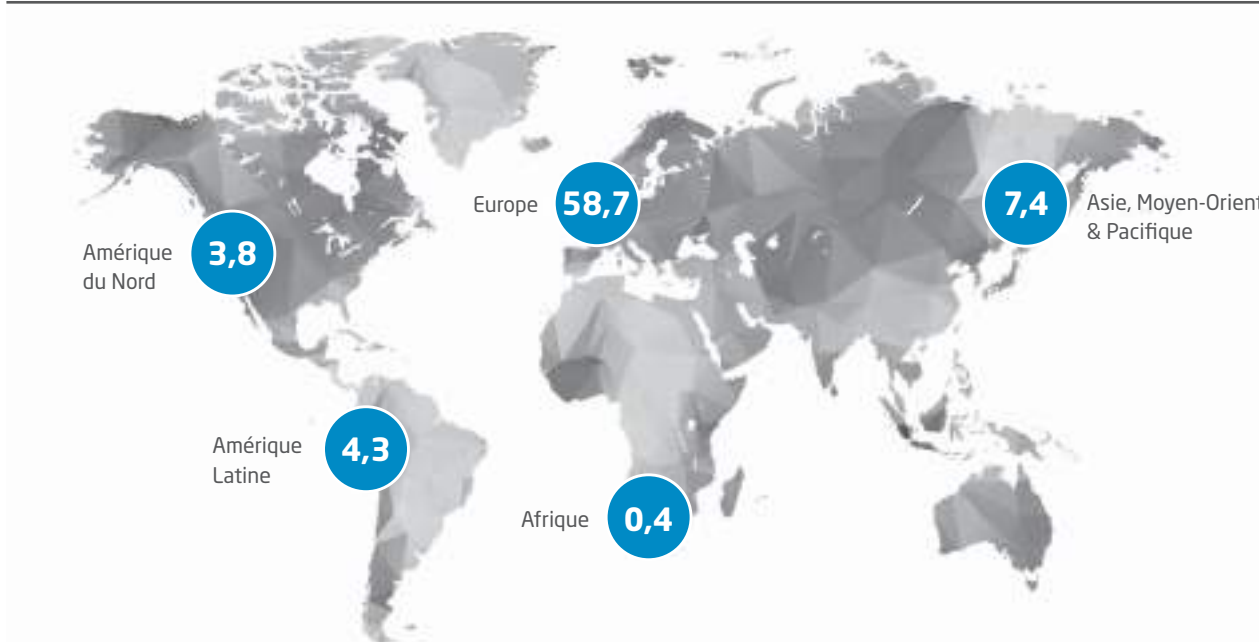 Europe
58,7
7,4
Asie, Moyen-Orient
& Pacifique
Amérique
du Nord
3,8
Amérique
Latine
4,3
Afrique
0,4